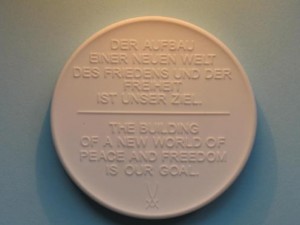 DER AUFBAU
EINER NEUEN WELT
DES FRIEDENS UND DER
FREIHEIT
IST UNSER ZIEL.
THE BUILDING
OF A NEW WORLD OF
PEACE AND FREEDOM
IS OUR GOAL.